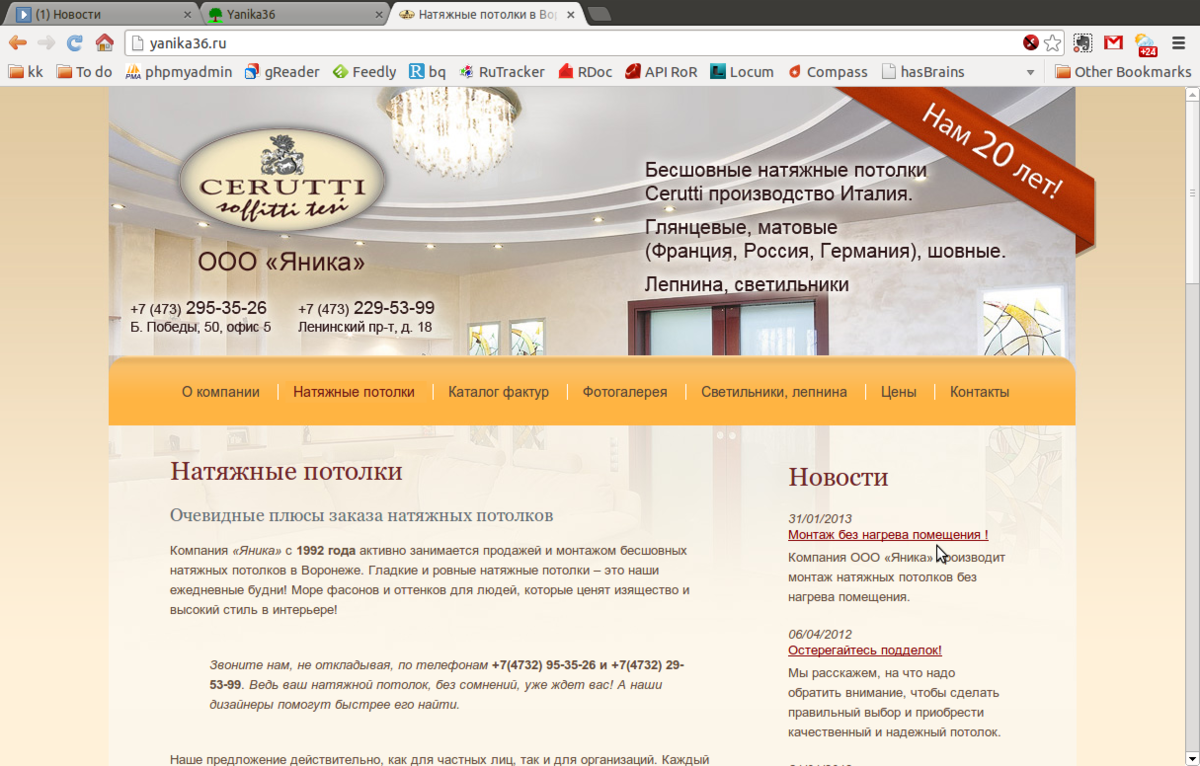 (1) Новости
Yanika36
Натяжные потолки в Во
yanika36.ru
+24
kk
To do
PMA
phpmyadmin
gReader
Feedly
R
bq
RuTracker
RDoc
API RoR
Locum
Compass
hasBrains
Other Bookmarks
Нам 20 лет!
CERUTTI
soffitti tesi
ООО «Яника»
+7 (473) 295-35-26
Б. Победы, 50, офис 5
+7 (473) 229-53-99
Ленинский пр-т, д. 18
Бесшовные натяжные потолки
Cerutti производство Италия.
Глянцевые, матовые
(Франция, Россия, Германия), шовные.
Лепнина, светильники
О компании
Натяжные потолки
Каталог фактур
Фотогалерея
Светильники, лепнина
Цены
Контакты
Натяжные потолки
Очевидные плюсы заказа натяжных потолков
Компания «Яника» с 1992 года активно занимается продажей и монтажом бесшовных
натяжных потолков в Воронеже. Гладкие и ровные натяжные потолки – это наши
ежедневные будни! Море фасонов и оттенков для людей, которые ценят изящество и
высокий стиль в интерьере!
Звоните нам, не откладывая, по телефонам +7(4732) 95-35-26 и +7(4732) 29-
53-99. Ведь ваш натяжной потолок, без сомнений, уже ждет вас! А наши
дизайнеры помогут быстрее его найти.
Наше предложение действительно, как для частных лиц, так и для организаций. Каждый
Новости
31/01/2013
Монтаж без нагрева помещения !
Компания ООО «Яника» производит
монтаж натяжных потолков без
нагрева помещения.
06/04/2012
Остерегайтесь подделок!
Мы расскажем, на что надо
обратить внимание, чтобы сделать
правильный выбор и приобрести
качественный и надежный потолок.